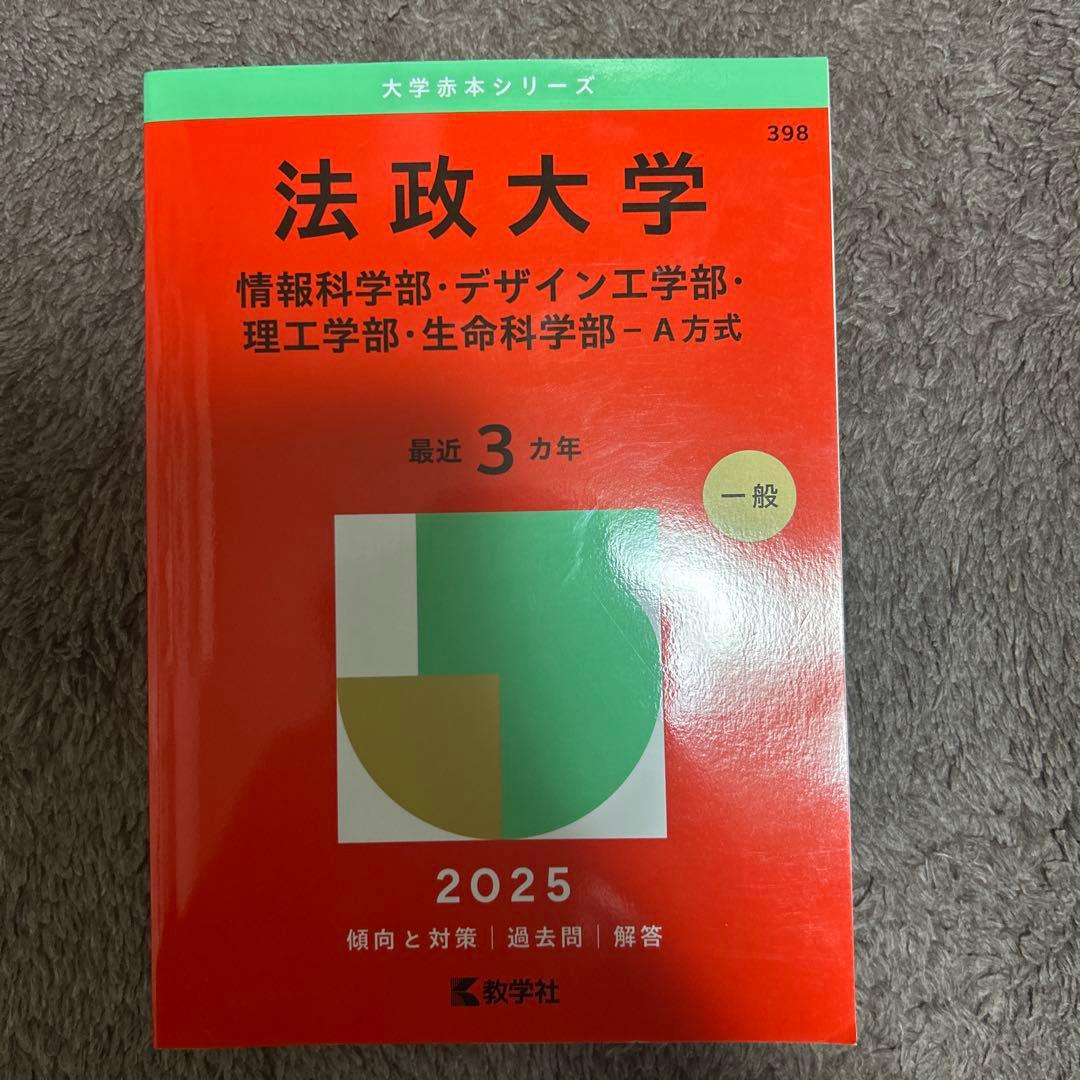 大学赤本シリーズ
398
法政大学
情報科学部・デザイン工学部・
理工学部・生命科学部－A方式
最近3カ年
一般
2025
傾向と対策｜過去問｜解答
教学社